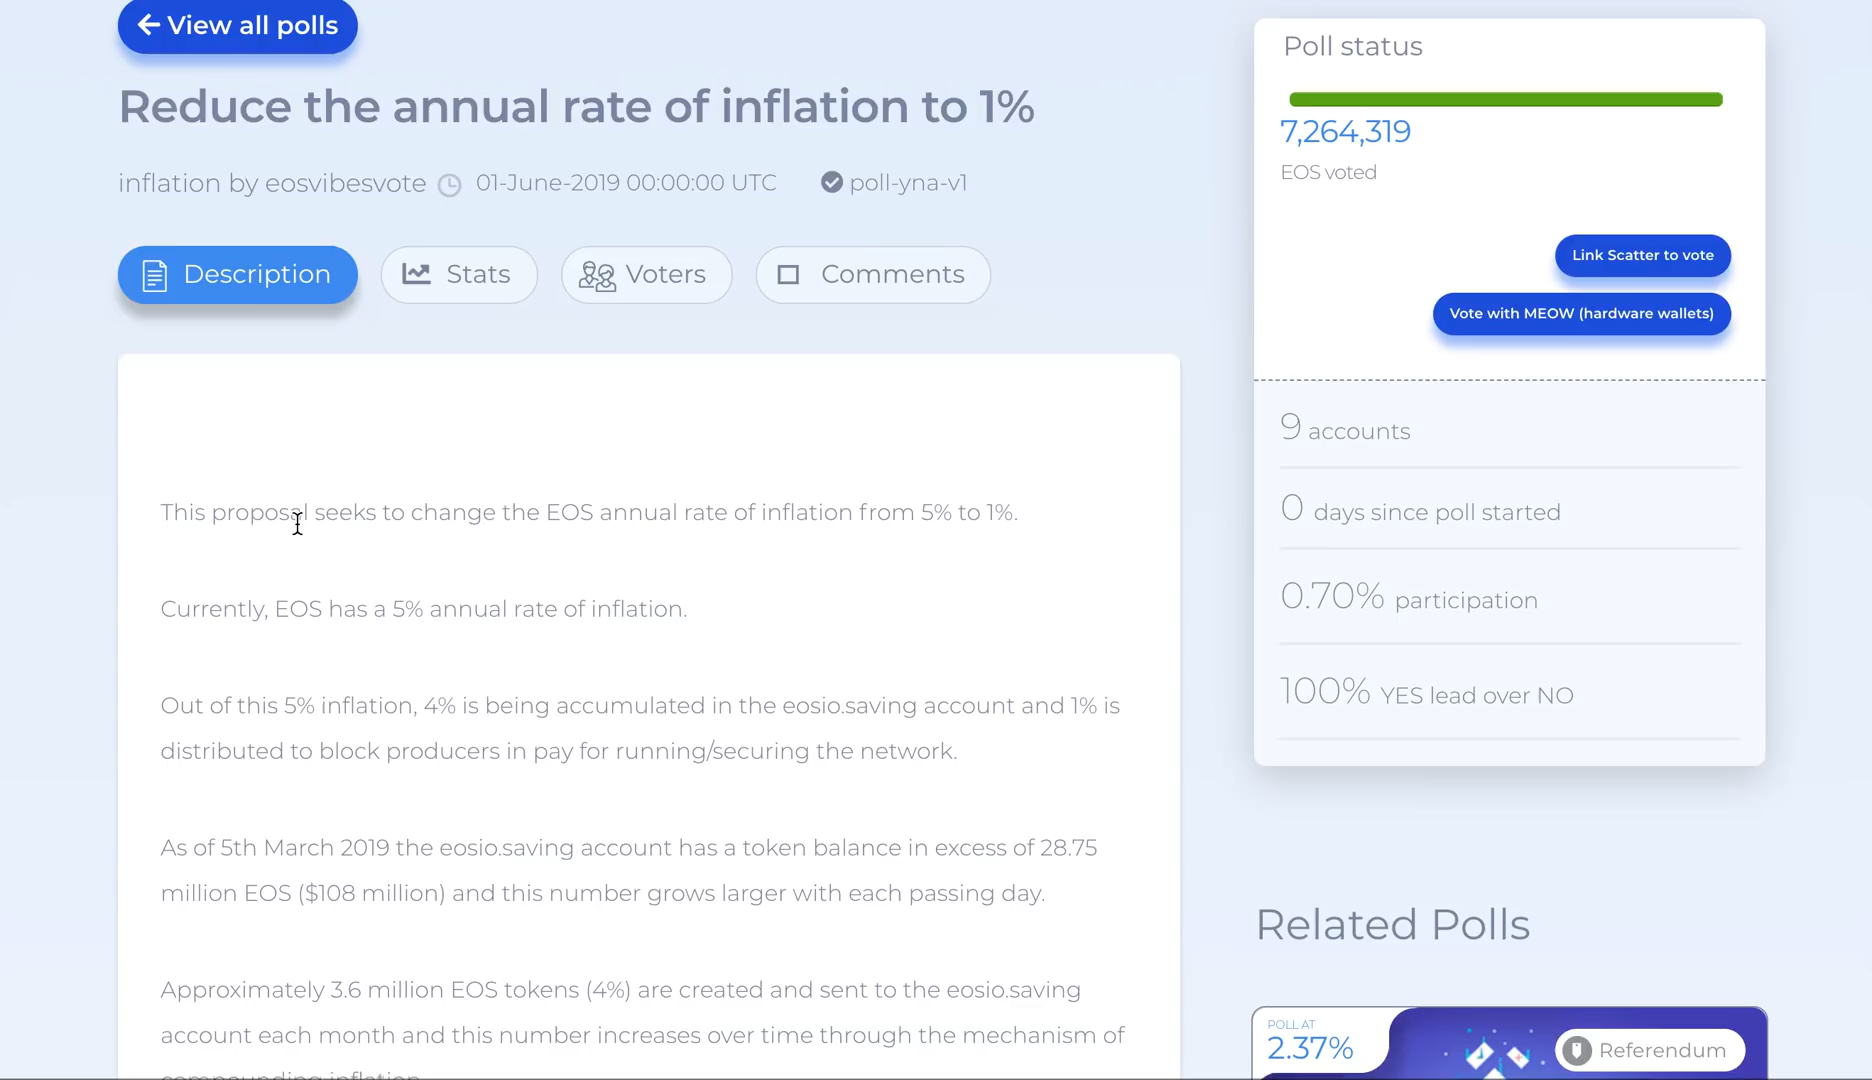 View all polls
Reduce the annual rate of inflation to 1%
inflation by eosvibesvote 01-June-2019 00:00:00 UTC poll-yna-v1
Description Stats Voters Comments
This proposal seeks to change the EOS annual rate of inflation from 5% to 1%.
Currently, EOS has a 5% annual rate of inflation.
Out of this 5% inflation, 4% is being accumulated in the eosio.saving account and 1% is
distributed to block producers in pay for running/securing the network.
As of 5th March 2019 the eosio.saving account has a token balance in excess of 28.75
million EOS ($108 million) and this number grows larger with each passing day.
Approximately 3.6 million EOS tokens (4%) are created and sent to the eosio.saving
account each month and this number increases over time through the mechanism of
compounding inflation
Poll status
7,264,319
EOS voted
Link Scatter to vote
Vote with MEOW (hardware wallets)
9 accounts
0 days since poll started
0.70% participation
100% YES lead over NO
Related Polls
POLL AT
2.37%
Referendum